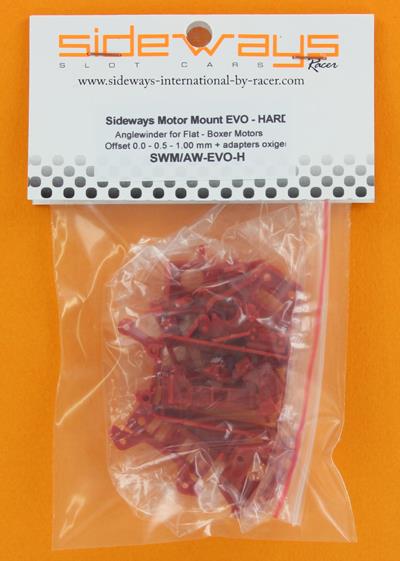 sideways
SLOT CARS
Racer
www.sideways-international-by-racer.com
Sideways Motor Mount EVO - HARD
Anglewinder for Flat - Boxer Motors
Offset 0.0 - 0.5 - 1.00 mm + adapters oxigen
SWM/AW-EVO-H